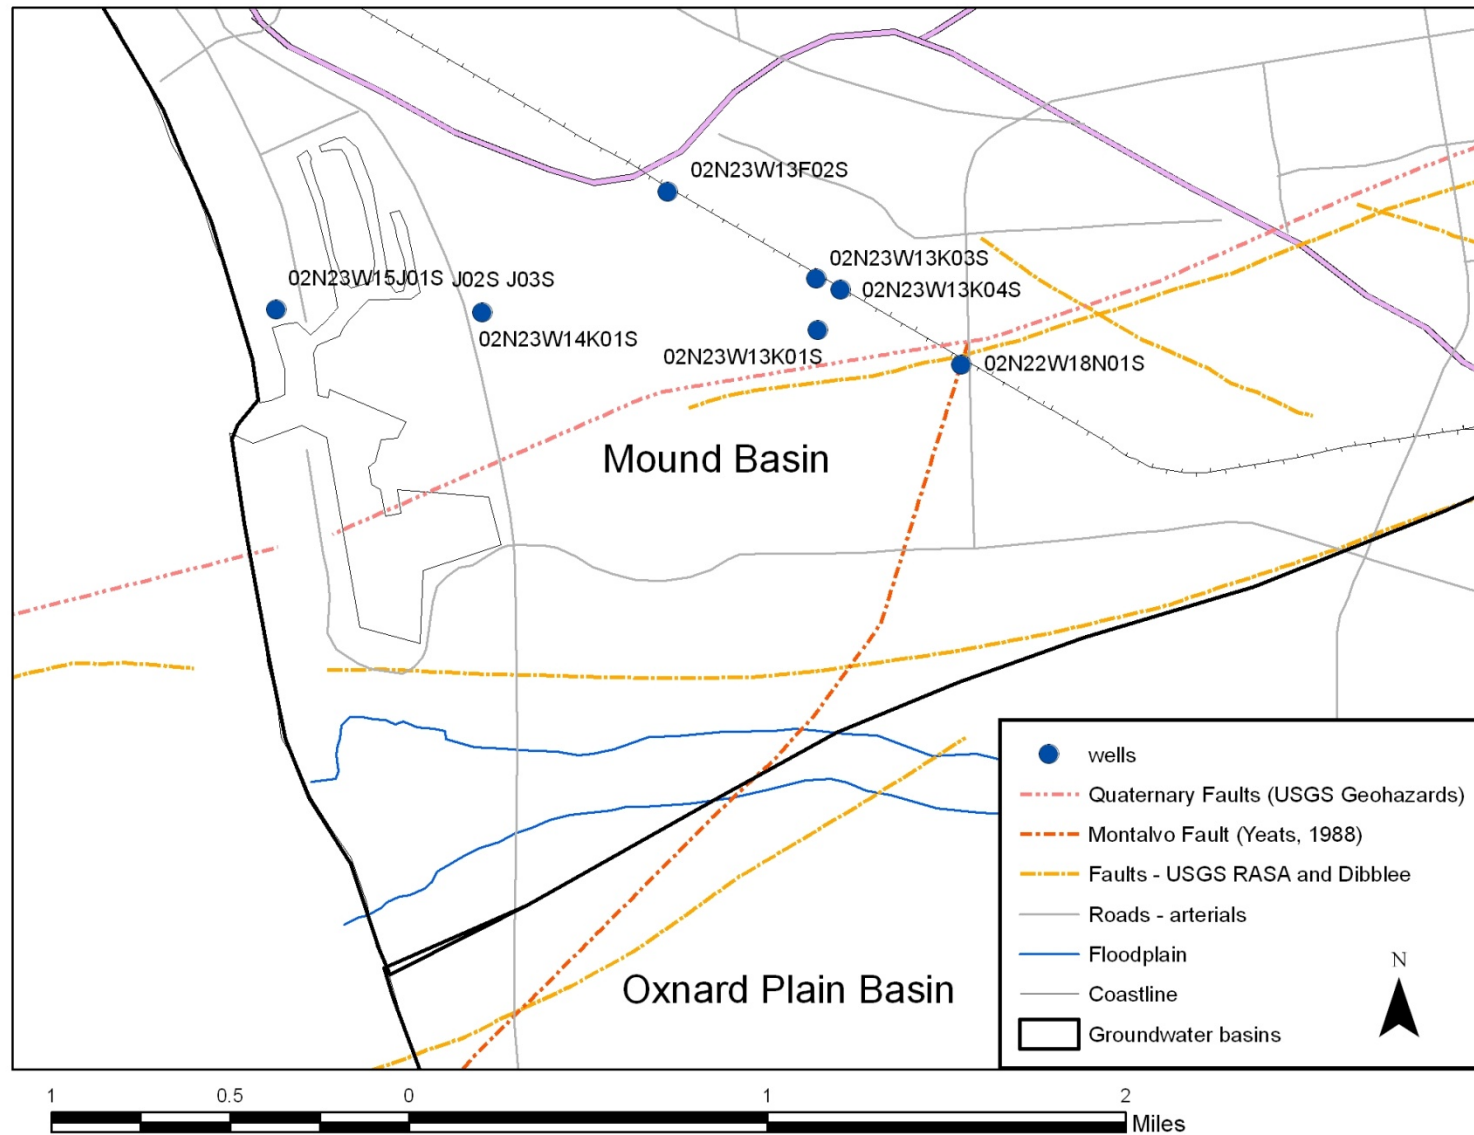 02N23W13F02S
02N23W13K03S
02N23W15J01S J02S J03S
02N23W13K04S
02N23W14K01S
02N23W13K01S
02N22W18N01S
Mound Basin
wells
Quaternary Faults (USGS Geohazards)
Montalvo Fault (Yeats, 1988)
Faults - USGS RASA and Dibblee
Roads - arterials
Floodplain
Coastline
Groundwater basins
N
Oxnard Plain Basin
1 0.5 0 1 2
Miles